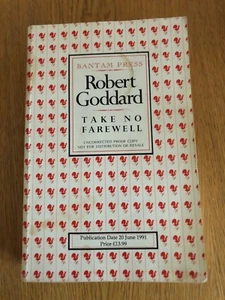 BANTAM PRESS
Robert
Goddard
TAKE NO
FAREWELL
UNCORRECTED PROOF COPY
NOT FOR DISTRIBUTION OR RESALE
Publication Date 20 June 1991
Price £13.99